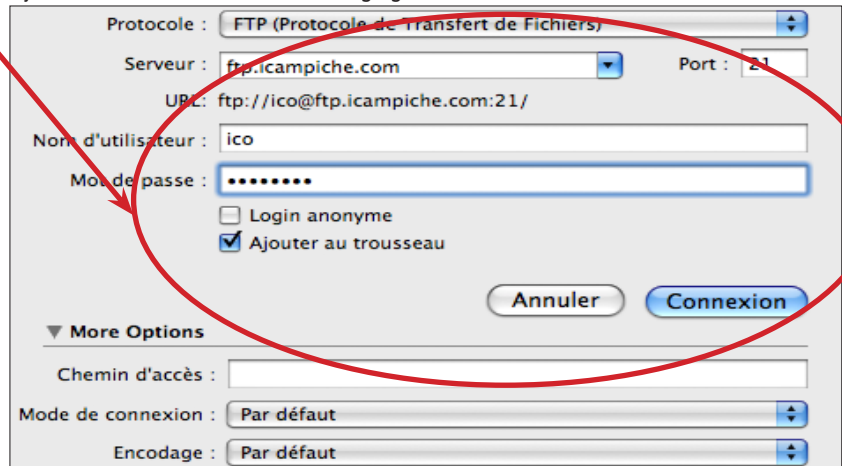 Protocole : FTP (Protocole de Transfert de Fichiers)
Serveur : ftp.icampiche.com Port : 21
URL: ftp://ico@ftp.icampiche.com:21/
Nom d'utilisateur : ico
Mot de passe : ••••••••
Login anonyme
Ajouter au trousseau
Annuler Connexion
More Options
Chemin d'accès :
Mode de connexion : Par défaut
Encodage : Par défaut